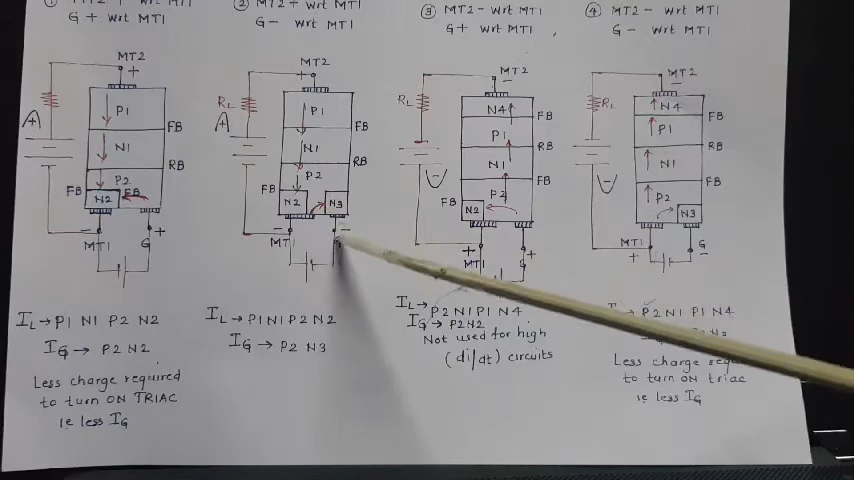 ① MT2 + wrt MT1
G + wrt MT1
MT2
+
P1
FB
N1
RB
P2
FB
FB
N2
MT1
G
+
IL → P1 N1 P2 N2
IG → P2 N2
Less charge required
to turn ON TRIAC
i.e less IG
② MT2 + wrt MT1
G - wrt MT1
MT2
+
RL
P1
FB
N1
RB
P2
FB
N2
N3
-
-
MT1
G
IL → P1 N1 P2 N2
IG → P2 N3
③ MT2 - wrt MT1
G + wrt MT1
MT2
-
RL
N4
FB
P1
RB
N1
FB
P2
FB
N2
+
+
MT1
G
IL → P2 N1 P1 N4
IG → P2 N2
Not used for high
(di/dt) circuits
④ MT2 - wrt MT1
G - wrt MT1
MT2
-
RL
N4
FB
P1
RB
N1
FB
P2
N3
MT1
+
G
-
→ P2 N1 P1 N4
Less charge
to turn ON triac
ie less IG